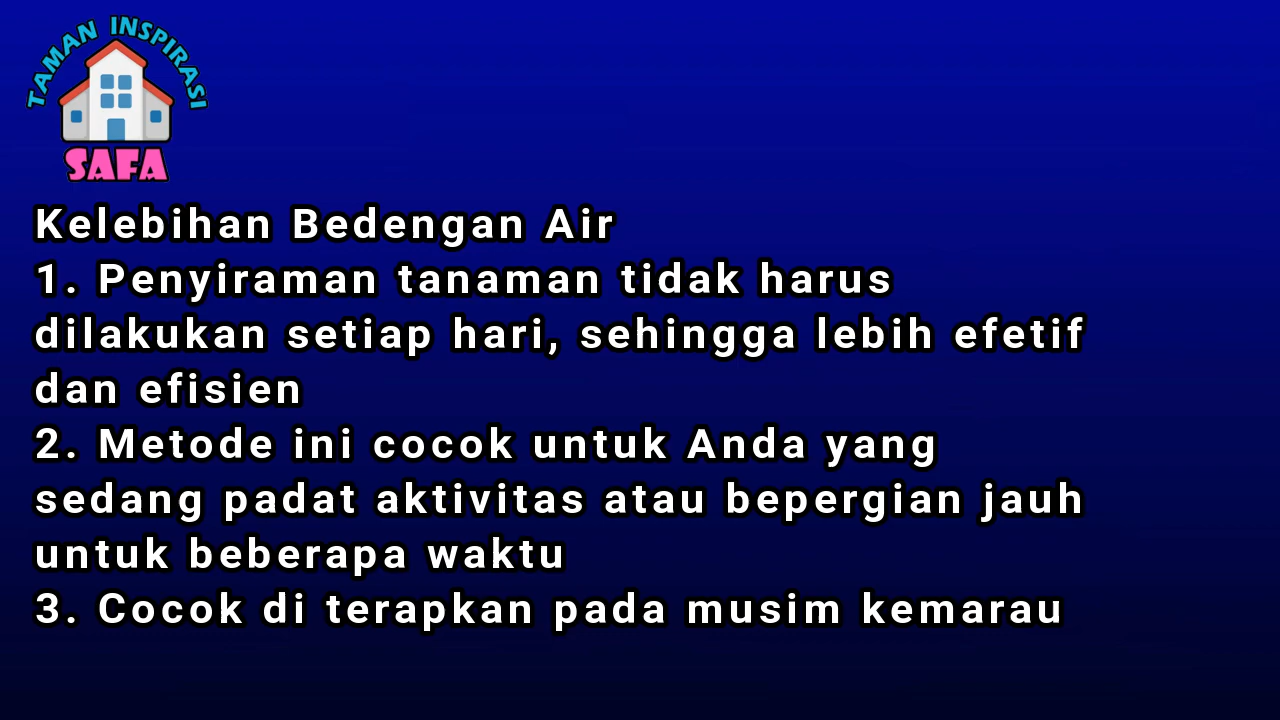 TAMAN INSPIRASI
SAFA
Kelebihan Bedengan Air
1. Penyiraman tanaman tidak harus
dilakukan setiap hari, sehingga lebih efetif
dan efisien
2. Metode ini cocok untuk Anda yang
sedang padat aktivitas atau bepergian jauh
untuk beberapa waktu
3. Cocok di terapkan pada musim kemarau